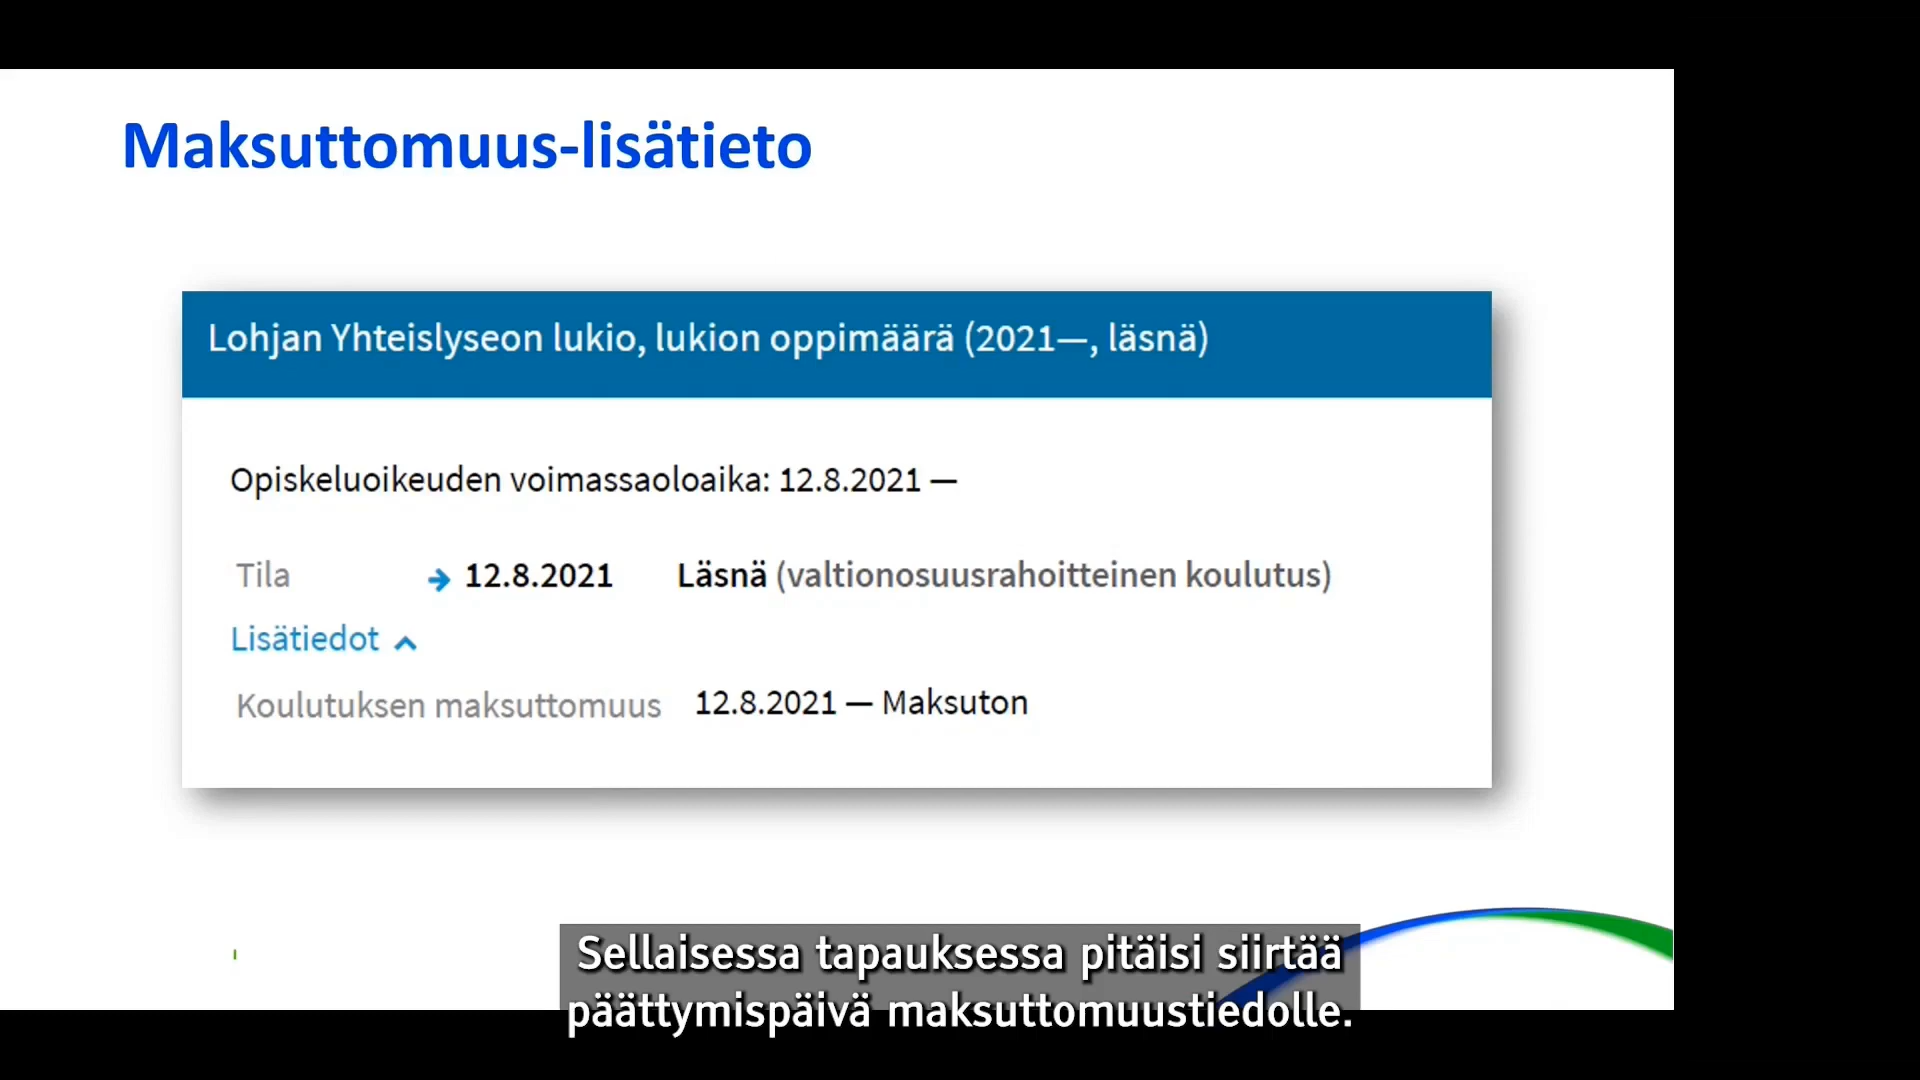 Maksuttomuus-lisätieto
Lohjan Yhteislyseon lukio, lukion oppimäärä (2021—, läsnä)
Opiskeluoikeuden voimassaoloaika: 12.8.2021 —
Tila → 12.8.2021 Läsnä (valtionosuusrahoitteinen koulutus)
Lisätiedot
Koulutuksen maksuttomuus 12.8.2021 — Maksuton
Sellaisessa tapauksessa pitäisi siirtää
päättymispäivä maksuttomuustiedolle.